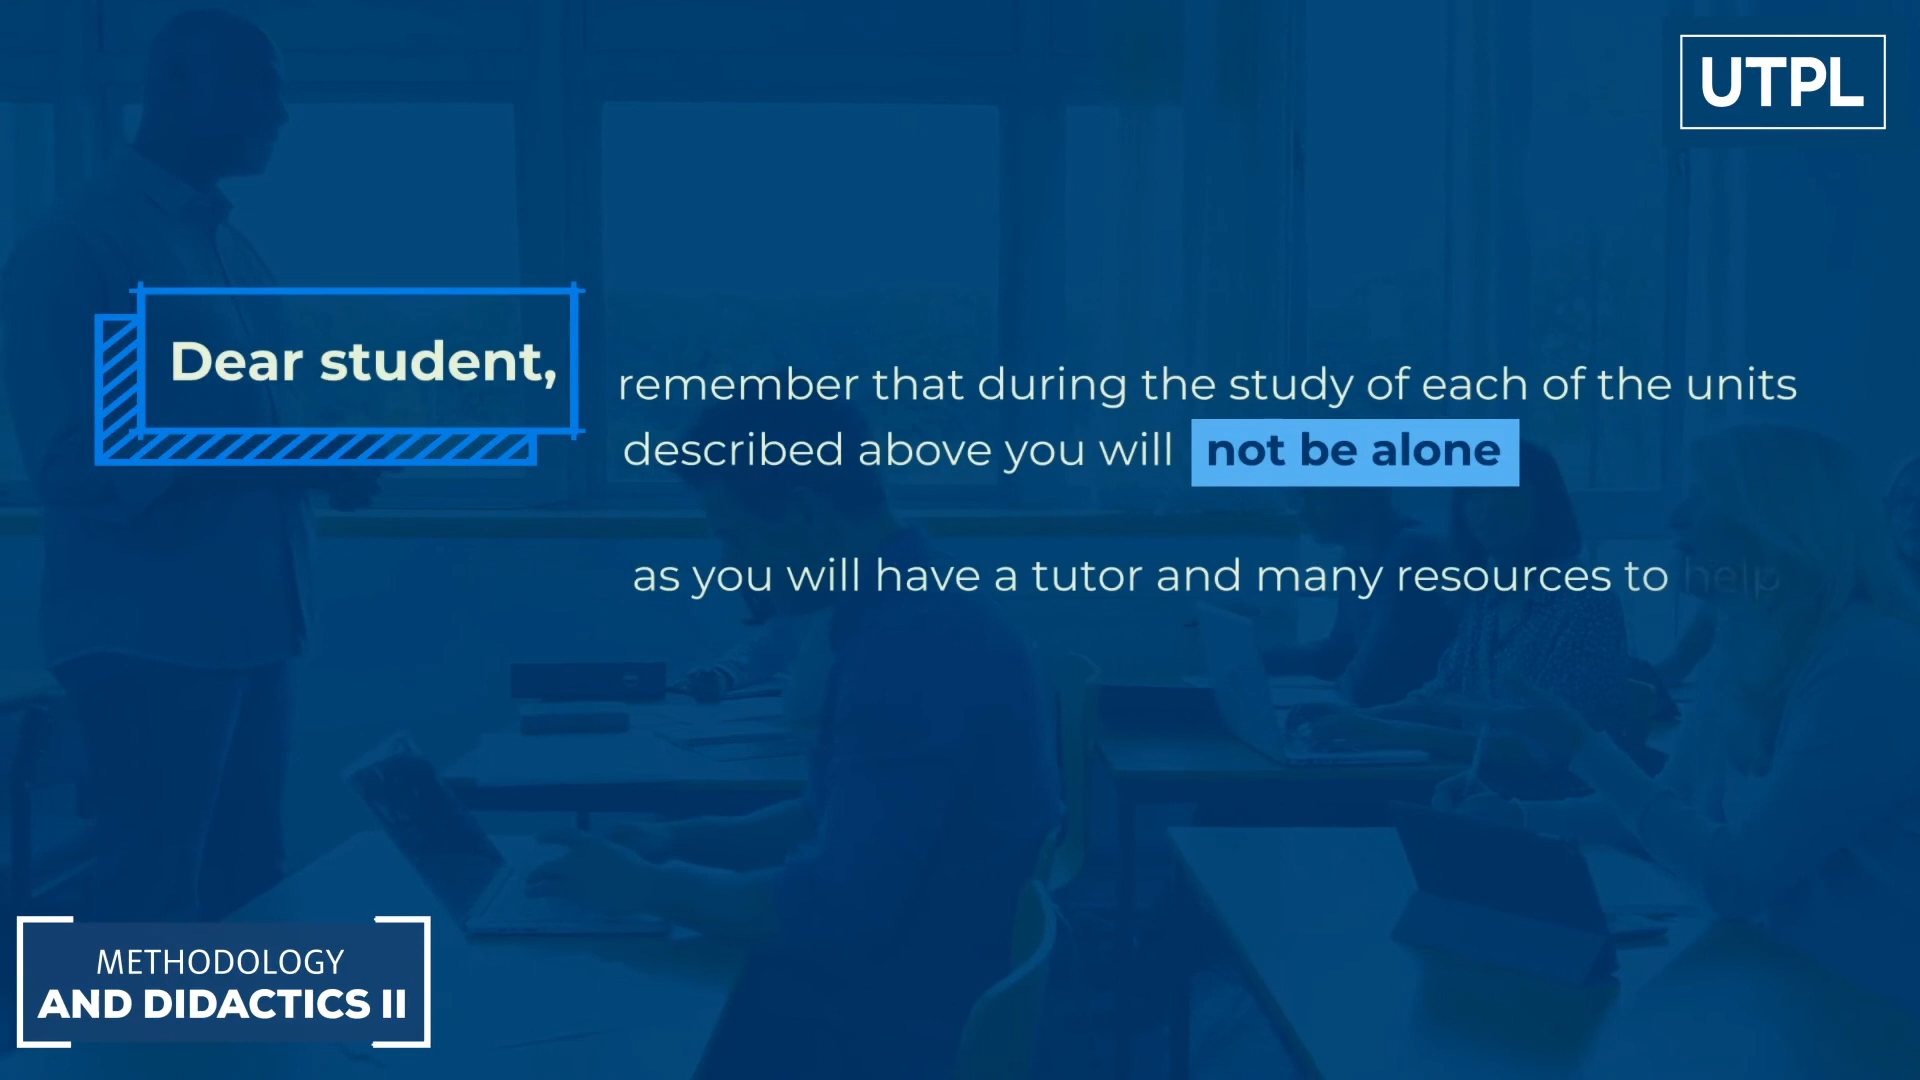 UTPL
Dear student,
remember that during the study of each of the units
described above you will not be alone
as you will have a tutor and many resources to help
METHODOLOGY
AND DIDACTICS II